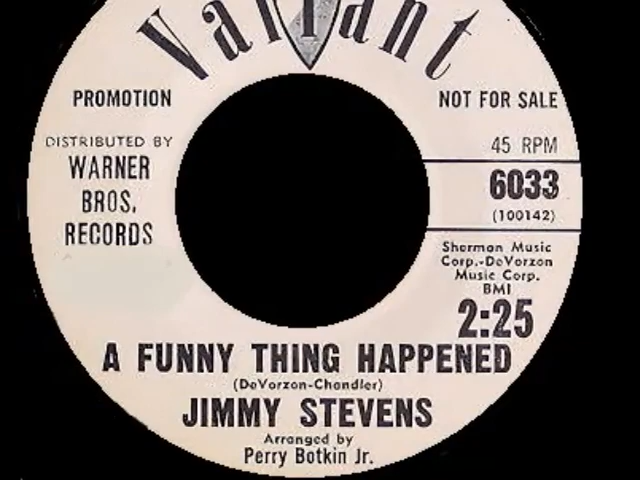 Valiant
PROMOTION
NOT FOR SALE
DISTRIBUTED BY
WARNER
BROS.
RECORDS
45 RPM
6033
(100142)
Sherman Music
Corp.-DeVorzon
Music Corp.
BMI
2:25
A FUNNY THING HAPPENED
(DeVorzon-Chandler)
JIMMY STEVENS
Arranged by
Perry Botkin Jr.